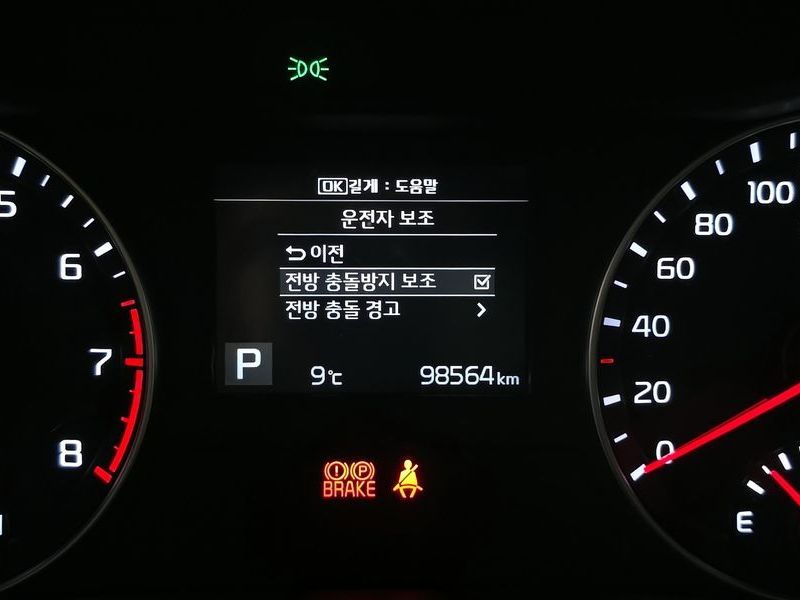 OK길게 : 도움말
운전자 보조
이전
전방 충돌방지 보조
전방 충돌 경고
P
9℃
98564 km
BRAKE
5
6
7
8
100
80
60
40
20
0
E